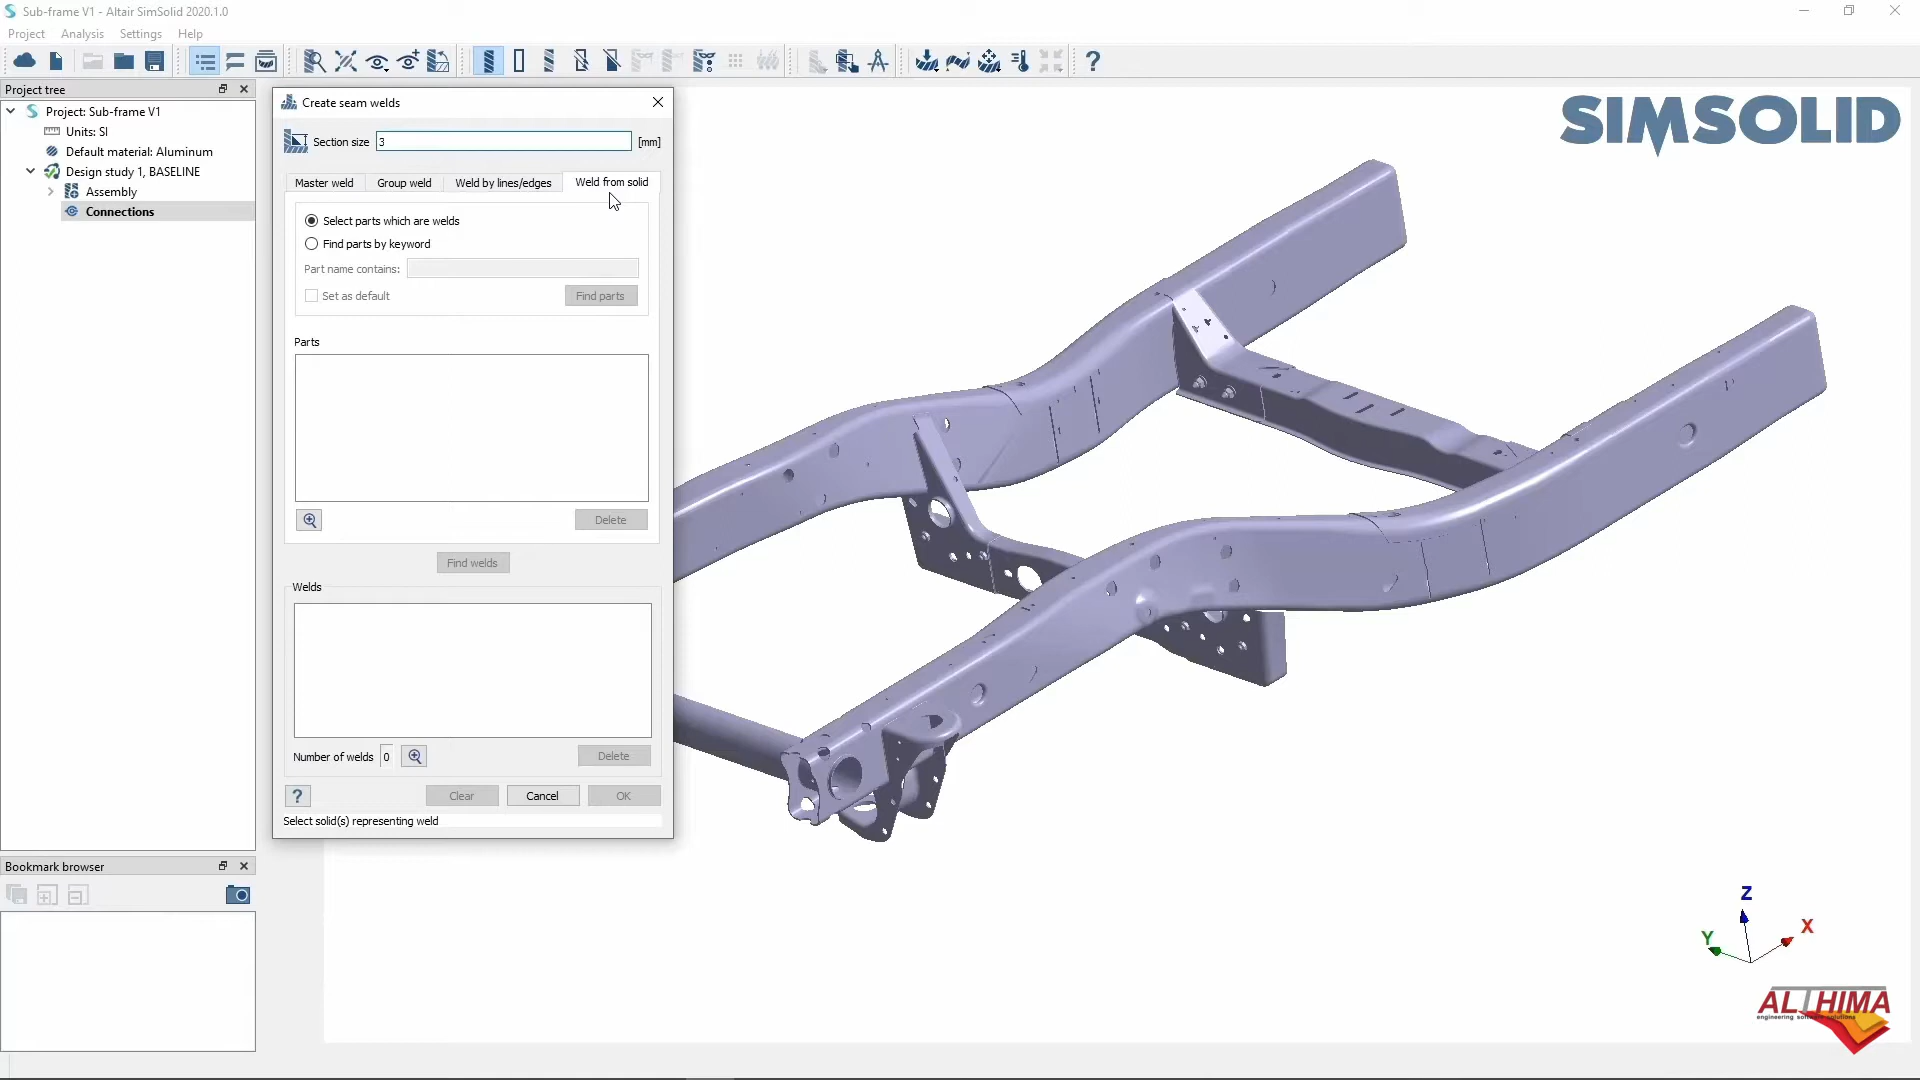 Sub-frame V1 - Altair SimSolid 2020.1.0
Project Analysis Settings Help
Project tree
Project: Sub-frame V1
Units: SI
Default material: Aluminum
Design study 1, BASELINE
Assembly
Connections
Create seam welds
Section size 3 [mm]
Master weld Group weld Weld by lines/edges Weld from solid
Select parts which are welds
Find parts by keyword
Part name contains:
Set as default Find parts
Parts
Delete
Find welds
Welds
Number of welds 0 Delete
? Clear Cancel OK
Select solid(s) representing weld
Bookmark browser
SIMSOLID
Z
Y X
ALTHIMA
engineering software solutions